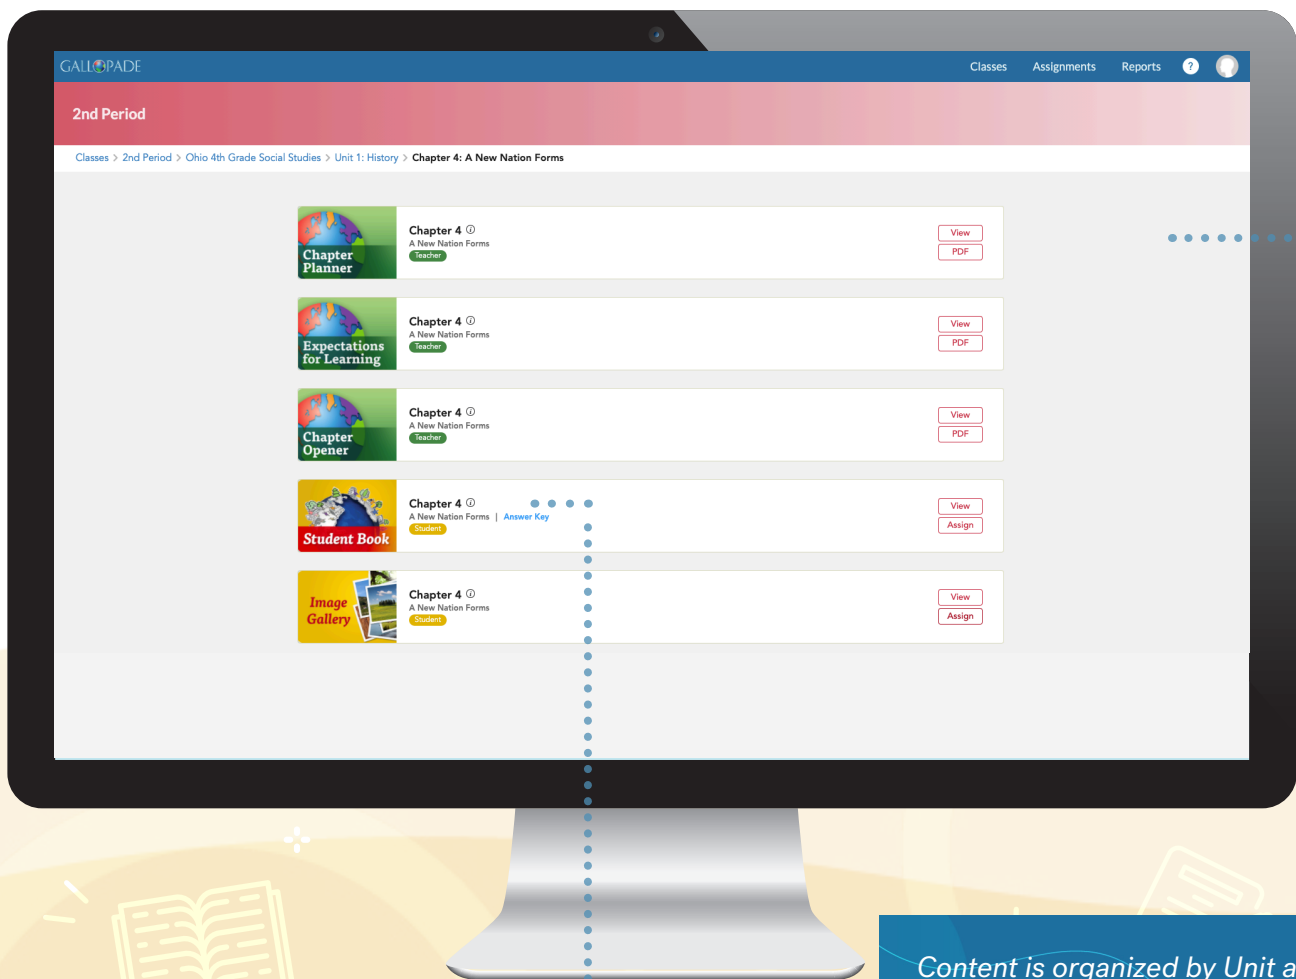 GALLOPADE
Classes Assignments Reports ?
2nd Period
Classes > 2nd Period > Ohio 4th Grade Social Studies > Unit 1: History > Chapter 4: A New Nation Forms
Chapter
Planner
Chapter 4 i
A New Nation Forms
Teacher
View
PDF
Expectations
for Learning
Chapter 4 i
A New Nation Forms
Teacher
View
PDF
Chapter
Opener
Chapter 4 i
A New Nation Forms
Teacher
View
PDF
Student Book
Chapter 4 i
A New Nation Forms | Answer Key
Student
View
Assign
Image
Gallery
Chapter 4 i
A New Nation Forms
Student
View
Assign
Content is organized by Unit a